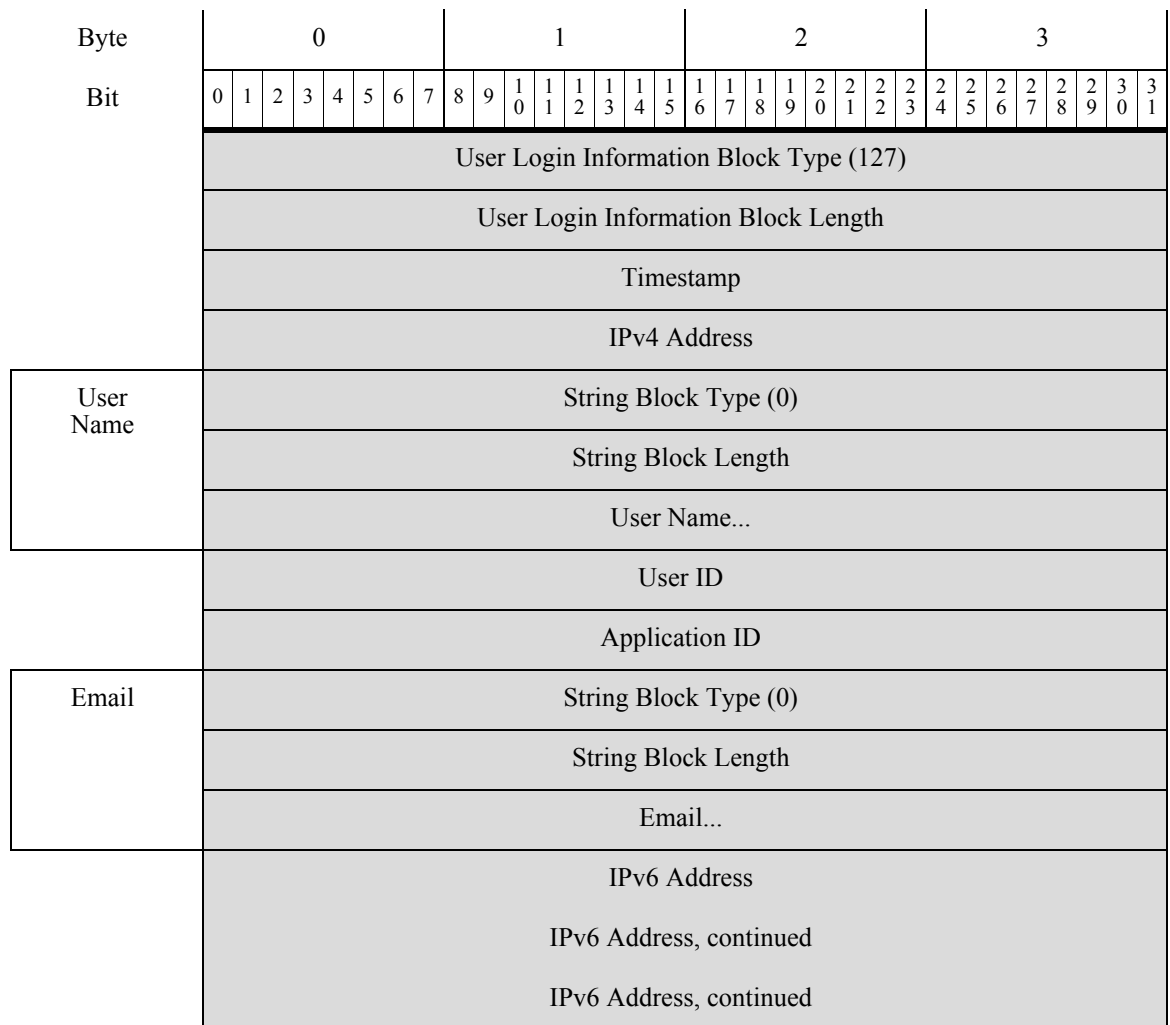 Byte 0 1 2 3
Bit 0 1 2 3 4 5 6 7 8 9 10 11 12 13 14 15 16 17 18 19 20 21 22 23 24 25 26 27 28 29 30 31
User Login Information Block Type (127)
User Login Information Block Length
Timestamp
IPv4 Address
User
Name
String Block Type (0)
String Block Length
User Name...
User ID
Application ID
Email
String Block Type (0)
String Block Length
Email...
IPv6 Address
IPv6 Address, continued
IPv6 Address, continued